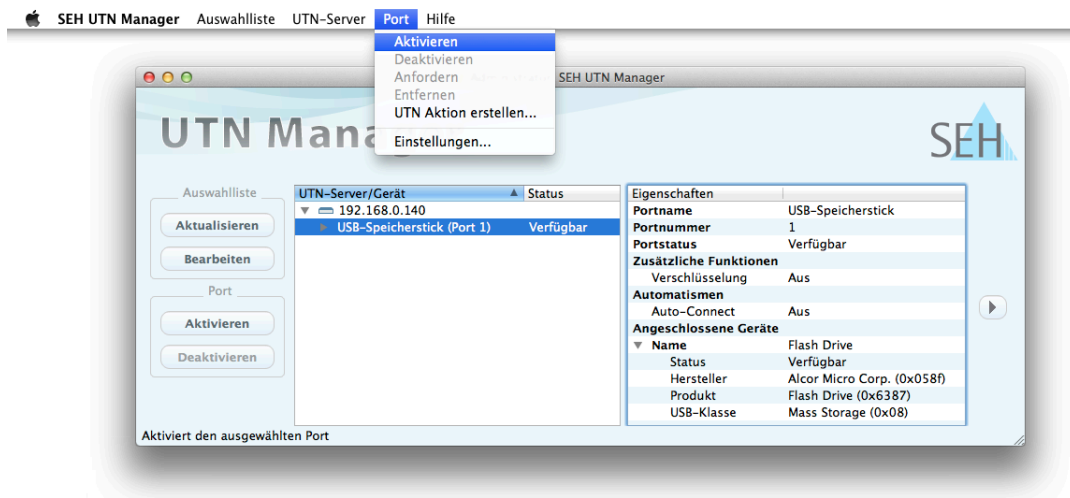 SEH UTN Manager Auswahlliste UTN-Server Port Hilfe
Aktivieren
Deaktivieren
Anfordern
Entfernen
UTN Aktion erstellen...
Einstellungen...
SEH UTN Manager
UTN Mana
SEH
Auswahlliste
Aktualisieren
Bearbeiten
Port
Aktivieren
Deaktivieren
UTN-Server/Gerät Status
192.168.0.140
USB-Speicherstick (Port 1) Verfügbar
Eigenschaften
Portname USB-Speicherstick
Portnummer 1
Portstatus Verfügbar
Zusätzliche Funktionen
Verschlüsselung Aus
Automatismen
Auto-Connect Aus
Angeschlossene Geräte
Name Flash Drive
Status Verfügbar
Hersteller Alcor Micro Corp. (0x058f)
Produkt Flash Drive (0x6387)
USB-Klasse Mass Storage (0x08)
Aktiviert den ausgewählten Port